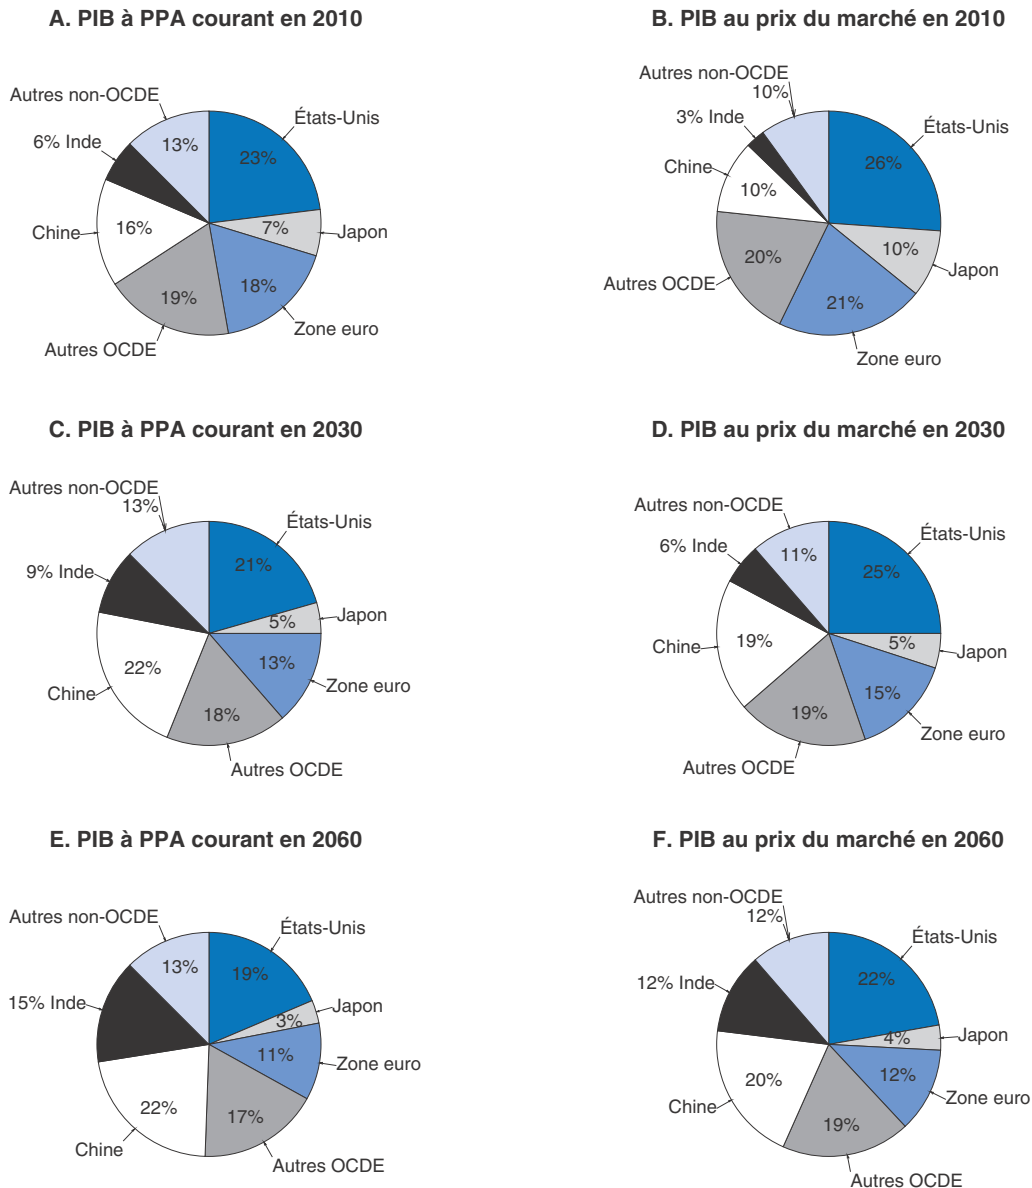 A. PIB à PPA courant en 2010
Autres non-OCDE
13%
États-Unis
23%
6% Inde
Chine
16%
7%
Japon
18%
Zone euro
19%
Autres OCDE
B. PIB au prix du marché en 2010
Autres non-OCDE
10%
États-Unis
26%
3% Inde
Chine
10%
10%
Japon
20%
Autres OCDE
21%
Zone euro
C. PIB à PPA courant en 2030
Autres non-OCDE
13%
États-Unis
21%
9% Inde
5%
Japon
22%
Chine
13%
Zone euro
18%
Autres OCDE
D. PIB au prix du marché en 2030
Autres non-OCDE
11%
États-Unis
25%
6% Inde
Chine
19%
5%
Japon
15%
Zone euro
19%
Autres OCDE
E. PIB à PPA courant en 2060
Autres non-OCDE
13%
États-Unis
19%
15% Inde
3%
Japon
11%
Zone euro
22%
Chine
17%
Autres OCDE
F. PIB au prix du marché en 2060
Autres non-OCDE
12%
États-Unis
22%
12% Inde
4%
Japon
20%
Chine
12%
Zone euro
19%
Autres OCDE